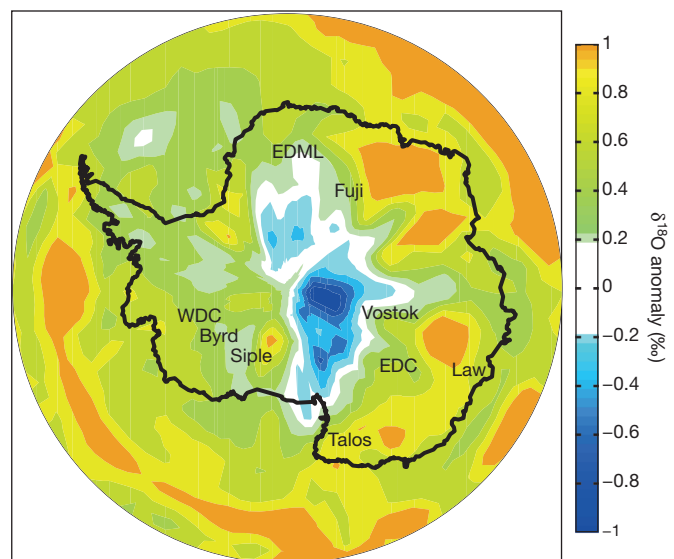 EDML
Fuji
WDC
Byrd
Siple
Vostok
EDC
Law
Talos
1
0.8
0.6
0.4
0.2
0
−0.2
−0.4
−0.6
−0.8
−1
δ¹⁸O anomaly (‰)